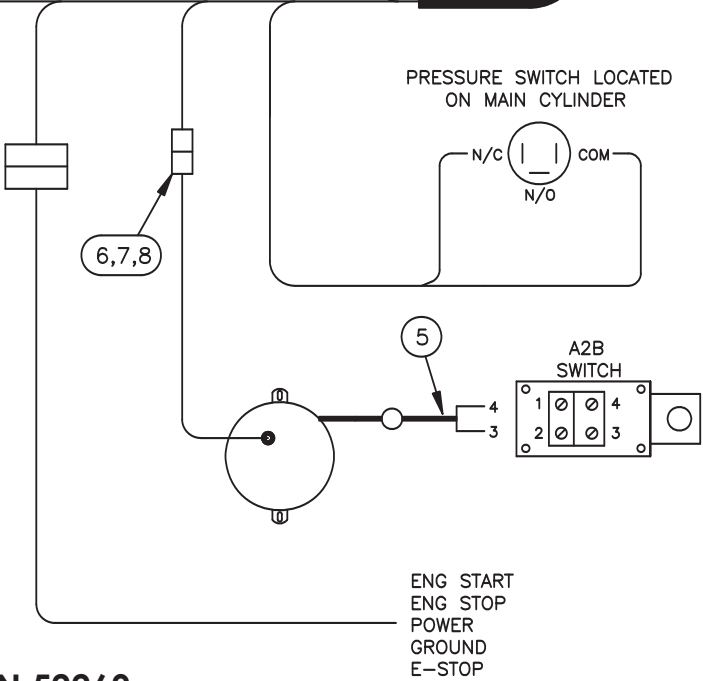 PRESSURE SWITCH LOCATED
ON MAIN CYLINDER
N/C
COM
N/O
6,7,8
5
A2B
SWITCH
4
3
1
4
2
3
ENG START
ENG STOP
POWER
GROUND
E-STOP